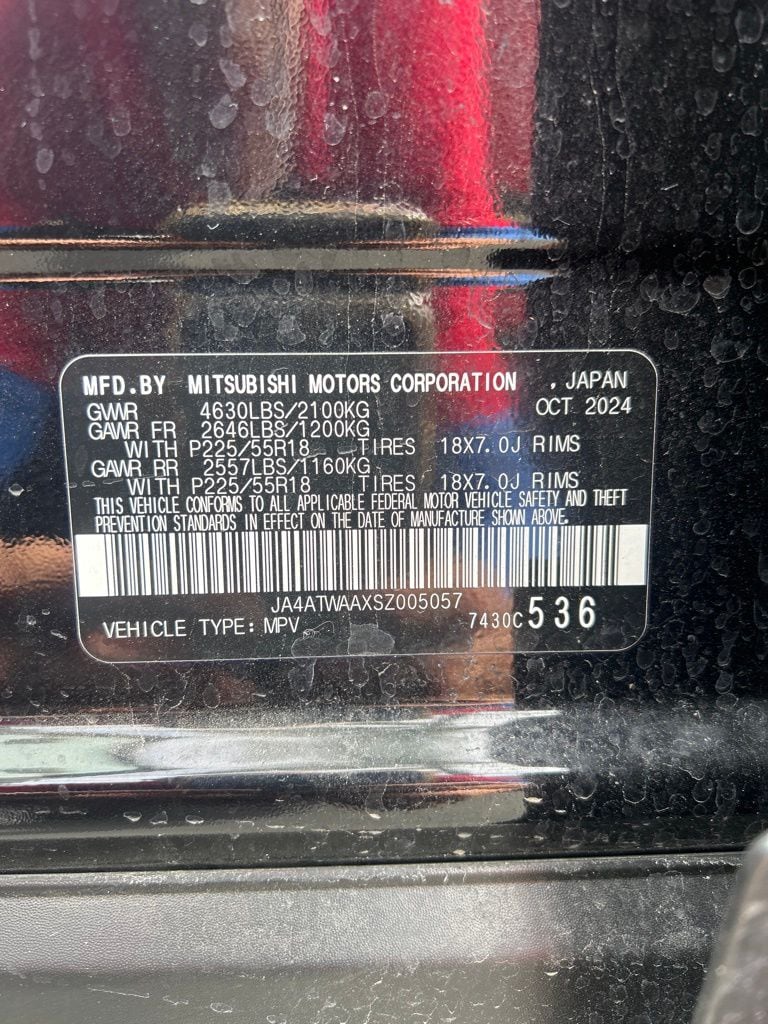 MFD.BY MITSUBISHI MOTORS CORPORATION , JAPAN
GVWR 4630LBS/2100KG OCT 2024
GAWR FR 2646LBS/1200KG
WITH P225/55R18 TIRES 18X7.0J RIMS
GAWR RR 2557LBS/1160KG
WITH P225/55R18 TIRES 18X7.0J RIMS
THIS VEHICLE CONFORMS TO ALL APPLICABLE FEDERAL MOTOR VEHICLE SAFETY AND THEFT
PREVENTION STANDARDS IN EFFECT ON THE DATE OF MANUFACTURE SHOWN ABOVE.
JA4ATWAAXSZ005057
VEHICLE TYPE: MPV 7430C 536